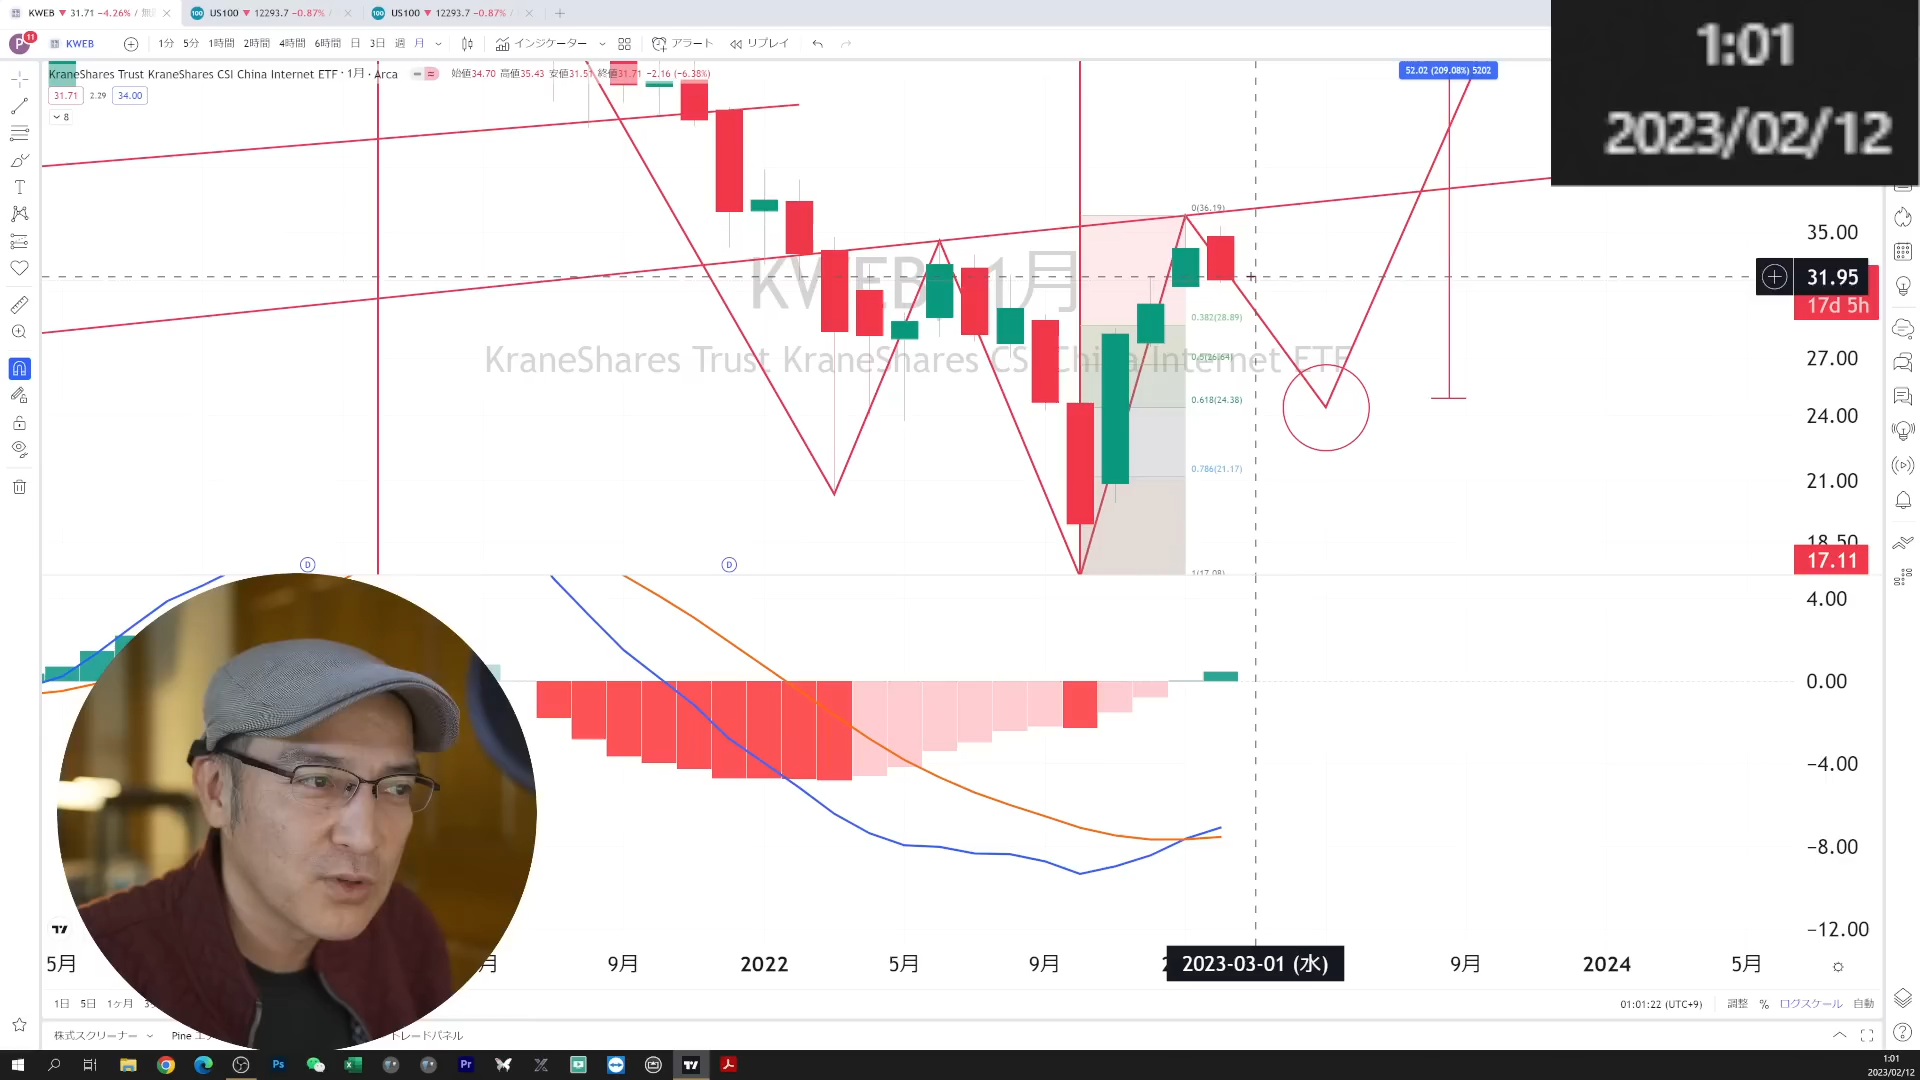 KWEB ▼ 31.71 −4.26% / 無
US100 ▼ 12293.7 −0.87% /
US100 ▼ 12293.7 −0.87% /
1:01
2023/02/12
P 11
KWEB
1分 5分 1時間 2時間 4時間 6時間 日 3日 週 月
インジケーター
アラート
リプレイ
KraneShares Trust KraneShares CSI China Internet ETF · 1月 · Arca
始値34.70 高値35.43 安値31.51 終値31.71 −2.16 (−6.38%)
31.71 2.29 34.00
8
52.02 (209.08%) 5202
KWEB 1月
KraneShares Trust KraneShares CSI China Internet ETF
0(36.19)
0.382(28.89)
0.5(26.64)
0.618(24.38)
0.786(21.17)
1(17.08)
35.00
31.95
17d 5h
27.00
24.00
21.00
18.50
17.11
D
D
4.00
0.00
−4.00
−8.00
−12.00
5月
月
9月
2022
5月
9月
2023-03-01 (水)
9月
2024
5月
1日 5日 1ヶ月
01:01:22 (UTC+9)
調整 % ログスケール 自動
株式スクリーナー
Pine
トレードパネル
Ps
Pr
1:01
2023/02/12